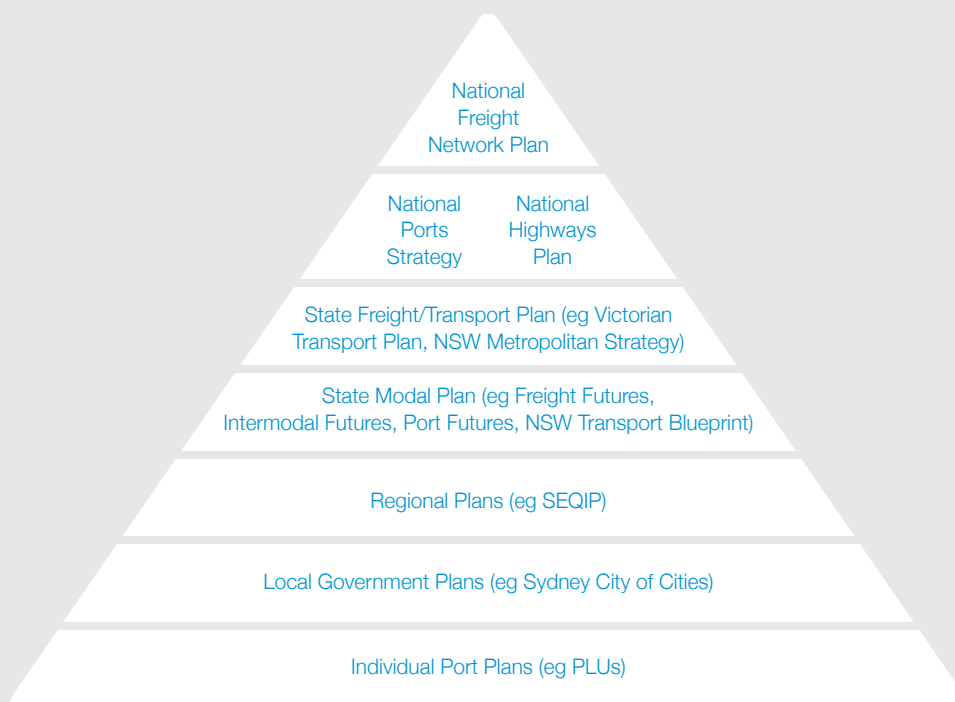 National
Freight
Network Plan
National
Ports
Strategy
National
Highways
Plan
State Freight/Transport Plan (eg Victorian
Transport Plan, NSW Metropolitan Strategy)
State Modal Plan (eg Freight Futures,
Intermodal Futures, Port Futures, NSW Transport Blueprint)
Regional Plans (eg SEQIP)
Local Government Plans (eg Sydney City of Cities)
Individual Port Plans (eg PLUs)